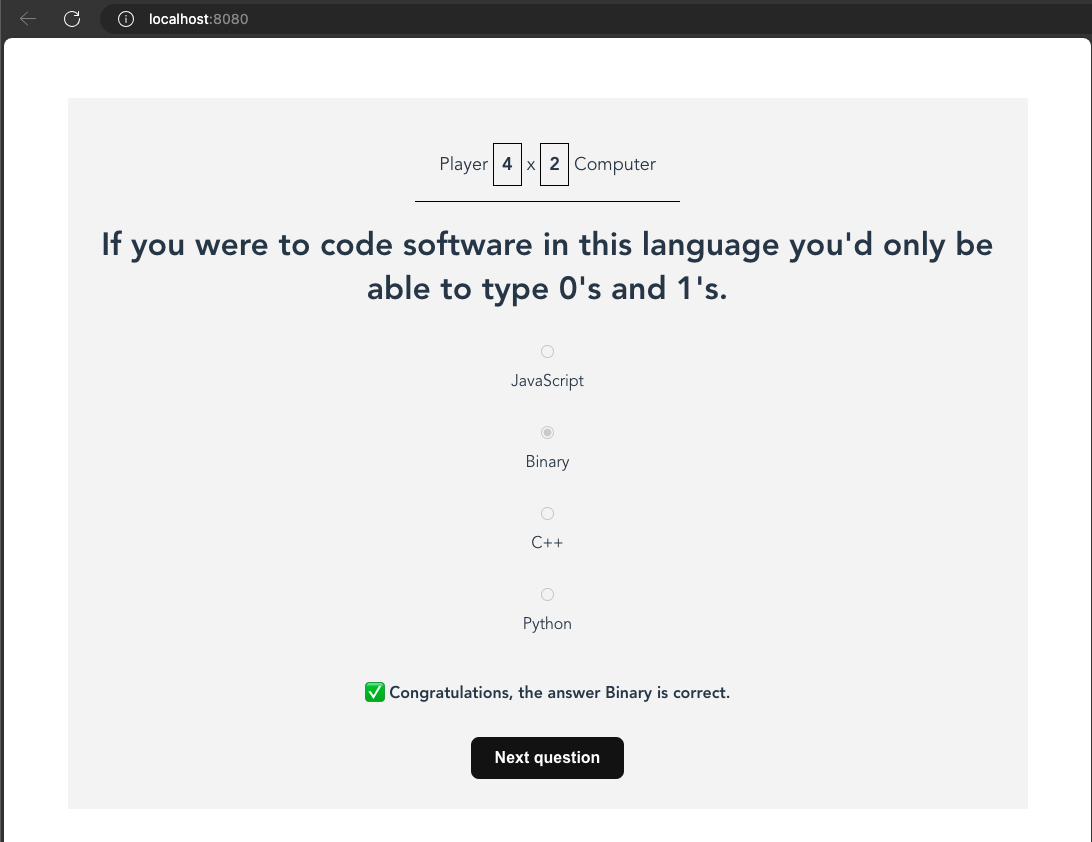 localhost:8080
Player 4 x 2 Computer
If you were to code software in this language you'd only be
able to type 0's and 1's.
JavaScript
Binary
C++
Python
✅ Congratulations, the answer Binary is correct.
Next question